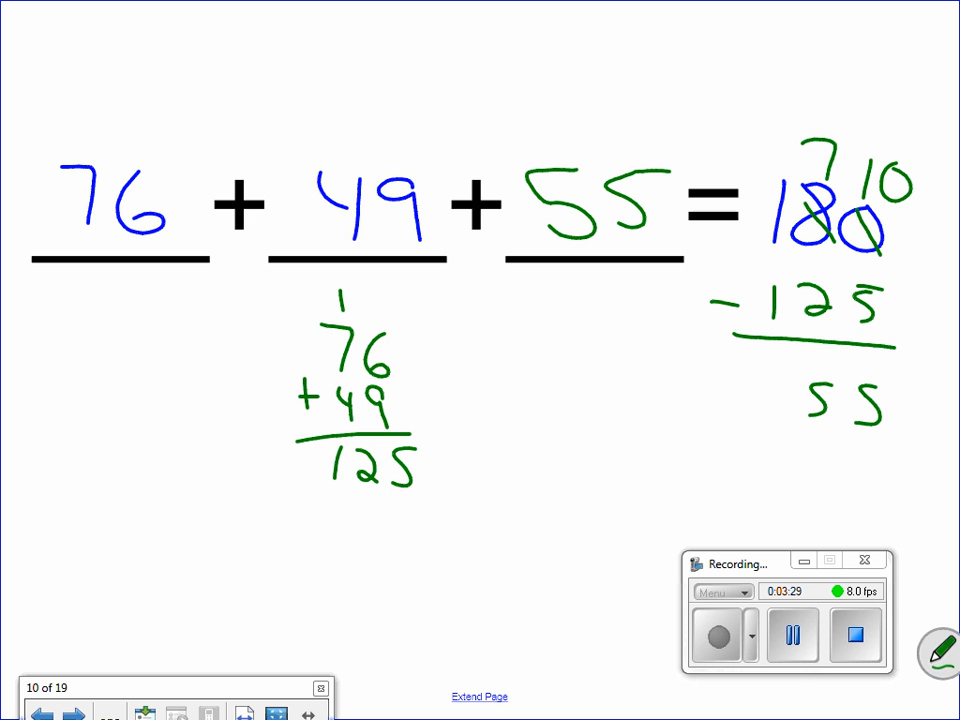 7 10
76 + 49 + 55 = 180
- 125
55
1
76
+ 49
125
Recording...
Menu 0:03:29 8.0 fps
10 of 19
Extend Page